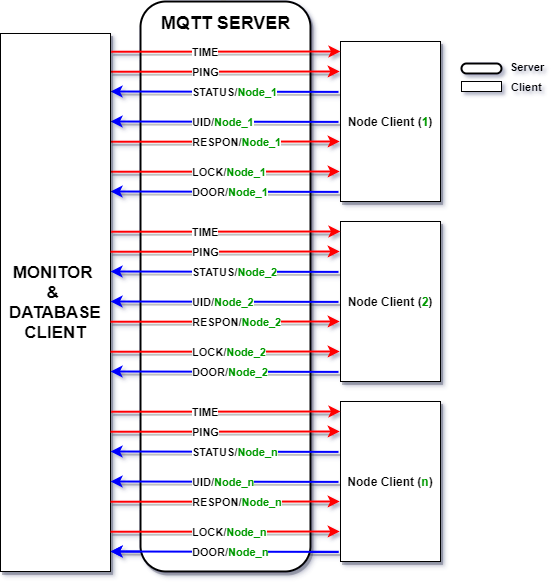 MQTT SERVER
MONITOR
&
DATABASE
CLIENT
TIME
PING
STATUS/Node_1
UID/Node_1
RESPON/Node_1
LOCK/Node_1
DOOR/Node_1
Node Client (1)
TIME
PING
STATUS/Node_2
UID/Node_2
RESPON/Node_2
LOCK/Node_2
DOOR/Node_2
Node Client (2)
TIME
PING
STATUS/Node_n
UID/Node_n
RESPON/Node_n
LOCK/Node_n
DOOR/Node_n
Node Client (n)
Server
Client